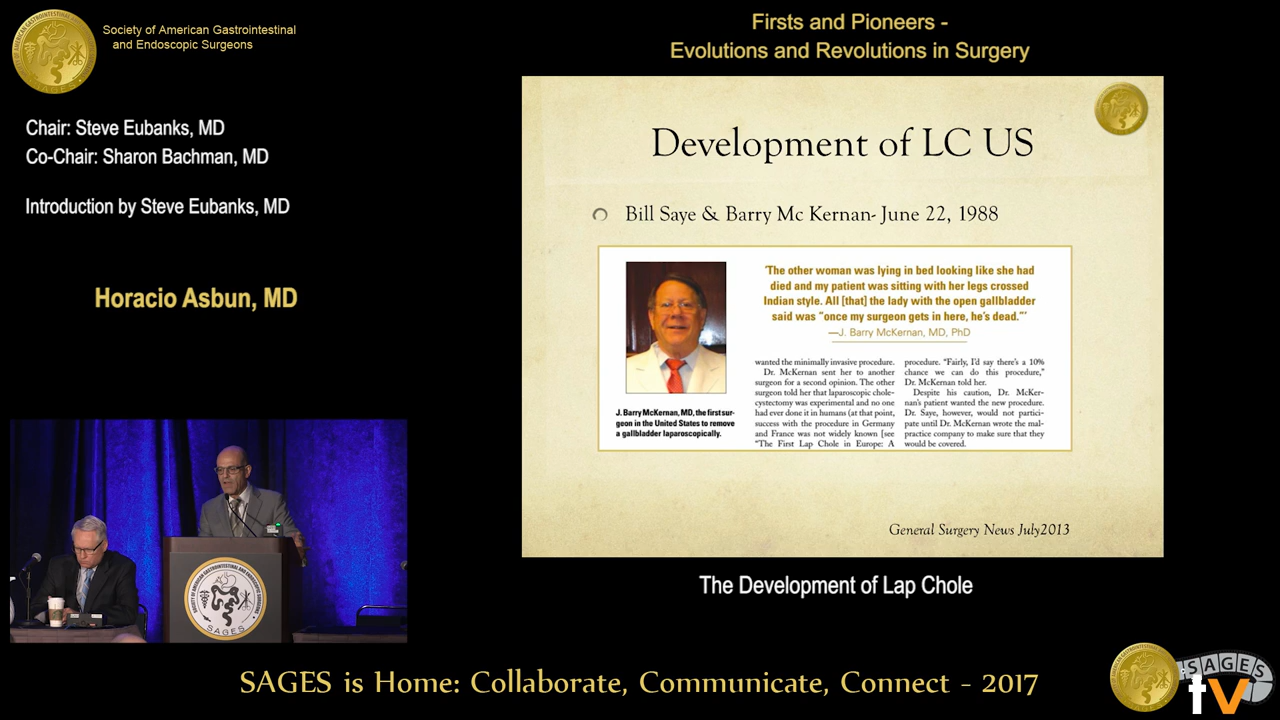 Society of American Gastrointestinal
and Endoscopic Surgeons
SAGES
Chair: Steve Eubanks, MD
Co-Chair: Sharon Bachman, MD
Introduction by Steve Eubanks, MD
Horacio Asbun, MD
Firsts and Pioneers -
Evolutions and Revolutions in Surgery
Development of LC US
Bill Saye & Barry Mc Kernan- June 22, 1988
'The other woman was lying in bed looking like she had
died and my patient was sitting with her legs crossed
Indian style. All [that] the lady with the open gallbladder
said was "once my surgeon gets in here, he's dead."'
—J. Barry McKernan, MD, PhD
J. Barry McKernan, MD, the first sur-
geon in the United States to remove
a gallbladder laparoscopically.
wanted the minimally invasive procedure.
Dr. McKernan sent her to another
surgeon for a second opinion. The other
surgeon told her that laparoscopic chole-
cystectomy was experimental and no one
had ever done it in humans (at that point,
success with the procedure in Germany
and France was not widely known [see
"The First Lap Chole in Europe: A
procedure. "Fairly, I'd say there's a 10%
chance we can do this procedure,"
Dr. McKernan told her.
Despite his caution, Dr. McKer-
nan's patient wanted the new procedure.
Dr. Saye, however, would not partici-
pate until Dr. McKernan wrote the mal-
practice company to make sure that they
would be covered.
General Surgery News July2013
The Development of Lap Chole
SOCIETY OF AMERICAN GASTROINTESTINAL AND ENDOSCOPIC SURGEONS
SAGES
SAGES is Home: Collaborate, Communicate, Connect - 2017
SAGES
tv